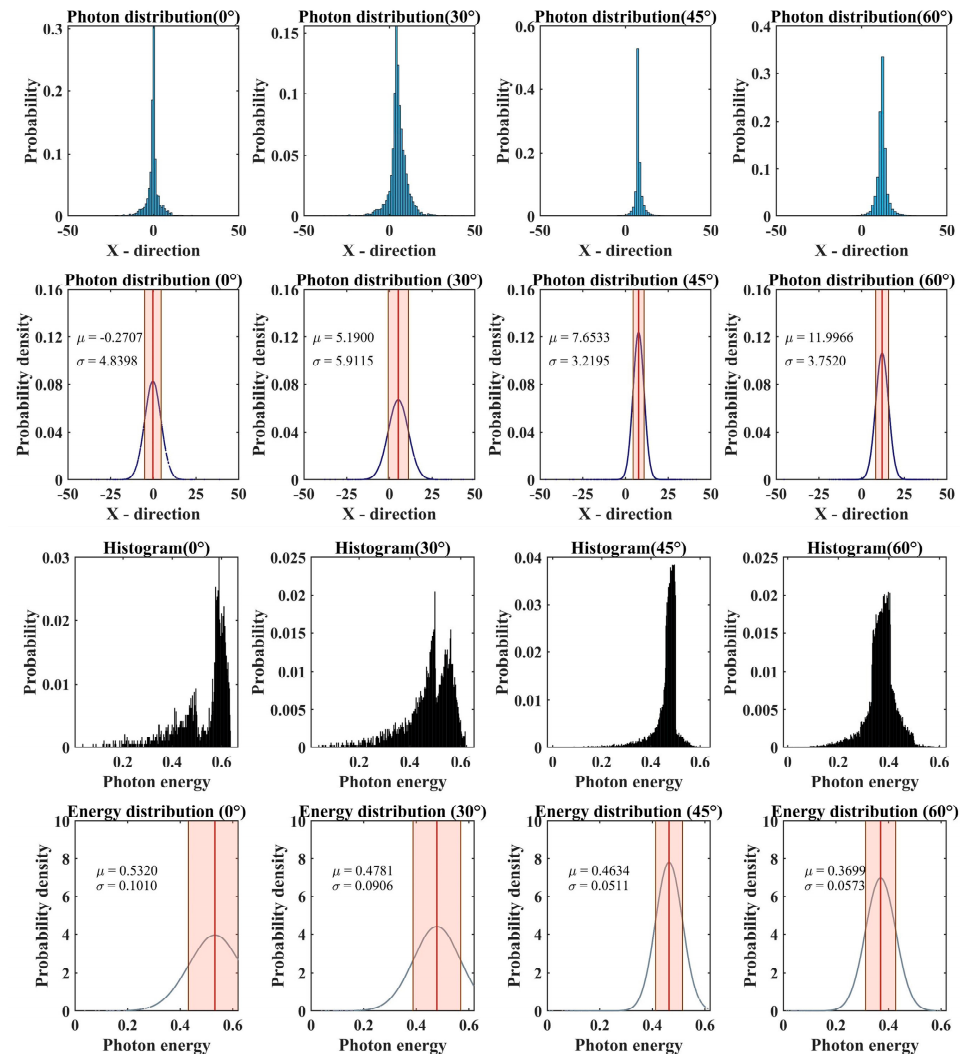 Photon distribution(0°)
Photon distribution(30°)
Photon distribution(45°)
Photon distribution(60°)
Probability
0.3
0.2
0.1
0
-50
0
50
X - direction
Probability
0.15
0.1
0.05
0
-50
0
50
X - direction
Probability
0.6
0.4
0.2
0
-50
0
50
X - direction
Probability
0.4
0.3
0.2
0.1
0
-50
0
50
X - direction
Photon distribution (0°)
Photon distribution (30°)
Photon distribution (45°)
Photon distribution (60°)
Probability density
0.16
0.12
0.08
0.04
0
μ = -0.2707
σ = 4.8398
-50
-25
0
25
50
X - direction
Probability density
0.16
0.12
0.08
0.04
0
μ = 5.1900
σ = 5.9115
-50
-25
0
25
50
X - direction
Probability density
0.16
0.12
0.08
0.04
0
μ = 7.6533
σ = 3.2195
-50
-25
0
25
50
X - direction
Probability density
0.16
0.12
0.08
0.04
0
μ = 11.9966
σ = 3.7520
-50
-25
0
25
50
X - direction
Histogram(0°)
Histogram(30°)
Histogram(45°)
Histogram(60°)
Probability
0.03
0.02
0.01
0
0.2
0.4
0.6
Photon energy
Probability
0.025
0.02
0.015
0.01
0.005
0
0.2
0.4
0.6
Photon energy
Probability
0.04
0.03
0.02
0.01
0
0
0.2
0.4
0.6
Photon energy
Probability
0.025
0.02
0.015
0.01
0.005
0
0
0.2
0.4
0.6
Photon energy
Energy distribution (0°)
Energy distribution (30°)
Energy distribution (45°)
Energy distribution (60°)
Probability density
10
8
6
4
2
0
μ = 0.5320
σ = 0.1010
0
0.2
0.4
0.6
Photon energy
Probability density
10
8
6
4
2
0
μ = 0.4781
σ = 0.0906
0
0.2
0.4
0.6
Photon energy
Probability density
10
8
6
4
2
0
μ = 0.4634
σ = 0.0511
0
0.2
0.4
0.6
Photon energy
Probability density
10
8
6
4
2
0
μ = 0.3699
σ = 0.0573
0
0.2
0.4
0.6
Photon energy